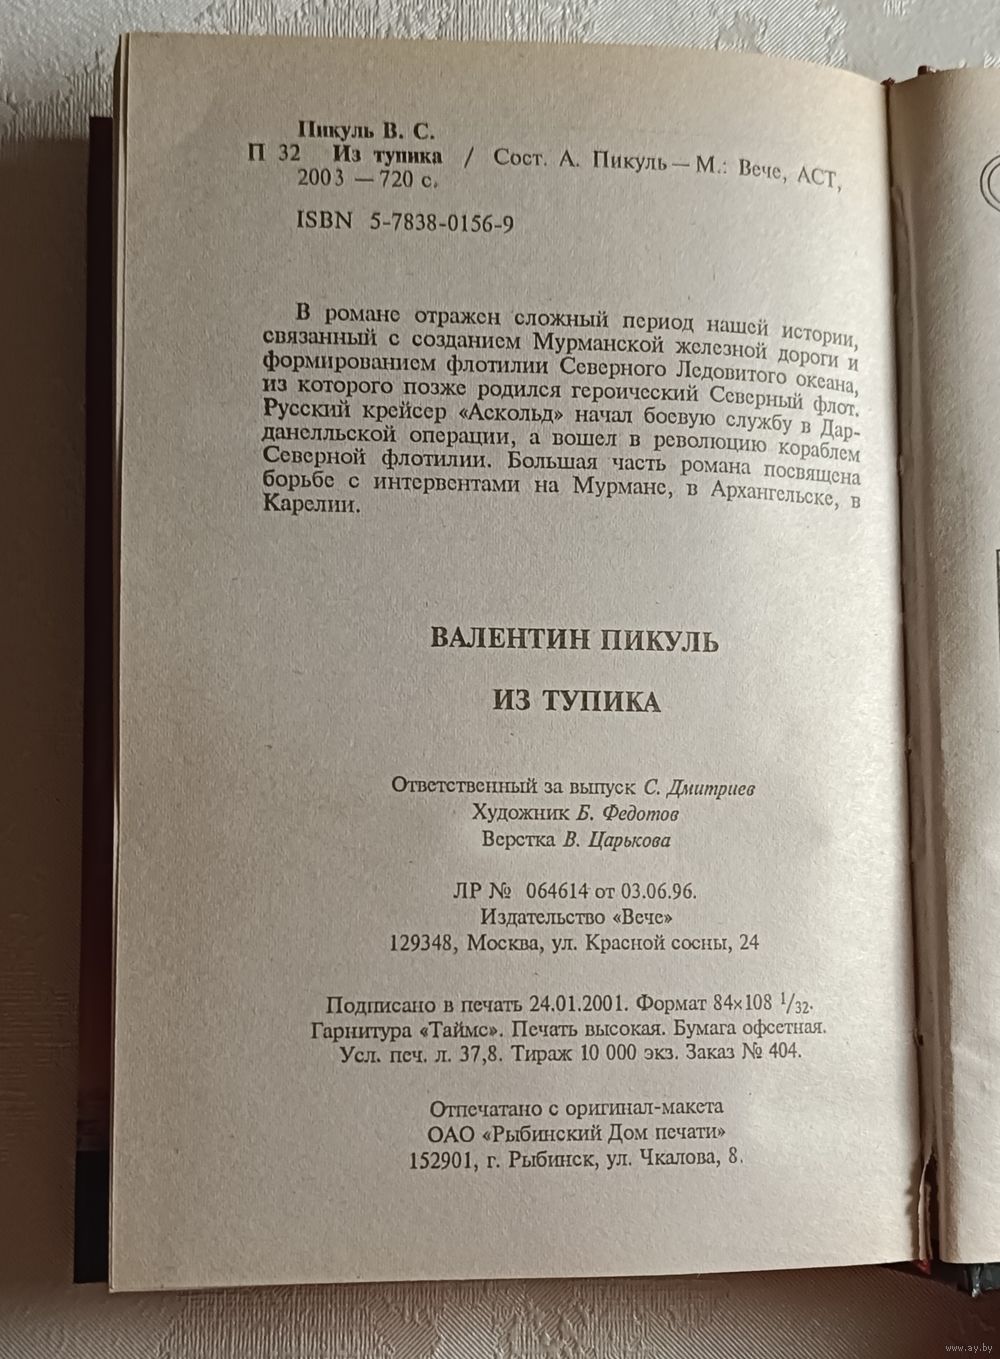 Пикуль В. С.
П 32 Из тупика / Сост. А. Пикуль — М.: Вече, АСТ,
2003 — 720 с.
ISBN 5-7838-0156-9
В романе отражен сложный период нашей истории,
связанный с созданием Мурманской железной дороги и
формированием флотилии Северного Ледовитого океана,
из которого позже родился героический Северный флот.
Русский крейсер «Аскольд» начал боевую службу в Дар-
данелльской операции, а вошел в революцию кораблем
Северной флотилии. Большая часть романа посвящена
борьбе с интервентами на Мурмане, в Архангельске, в
Карелии.
ВАЛЕНТИН ПИКУЛЬ
ИЗ ТУПИКА
Ответственный за выпуск С. Дмитриев
Художник Б. Федотов
Верстка В. Царькова
ЛР № 064614 от 03.06.96.
Издательство «Вече»
129348, Москва, ул. Красной сосны, 24
Подписано в печать 24.01.2001. Формат 84×108 1/32.
Гарнитура «Таймс». Печать высокая. Бумага офсетная.
Усл. печ. л. 37,8. Тираж 10 000 экз. Заказ № 404.
Отпечатано с оригинал-макета
ОАО «Рыбинский Дом печати»
152901, г. Рыбинск, ул. Чкалова, 8.
www.ay.by